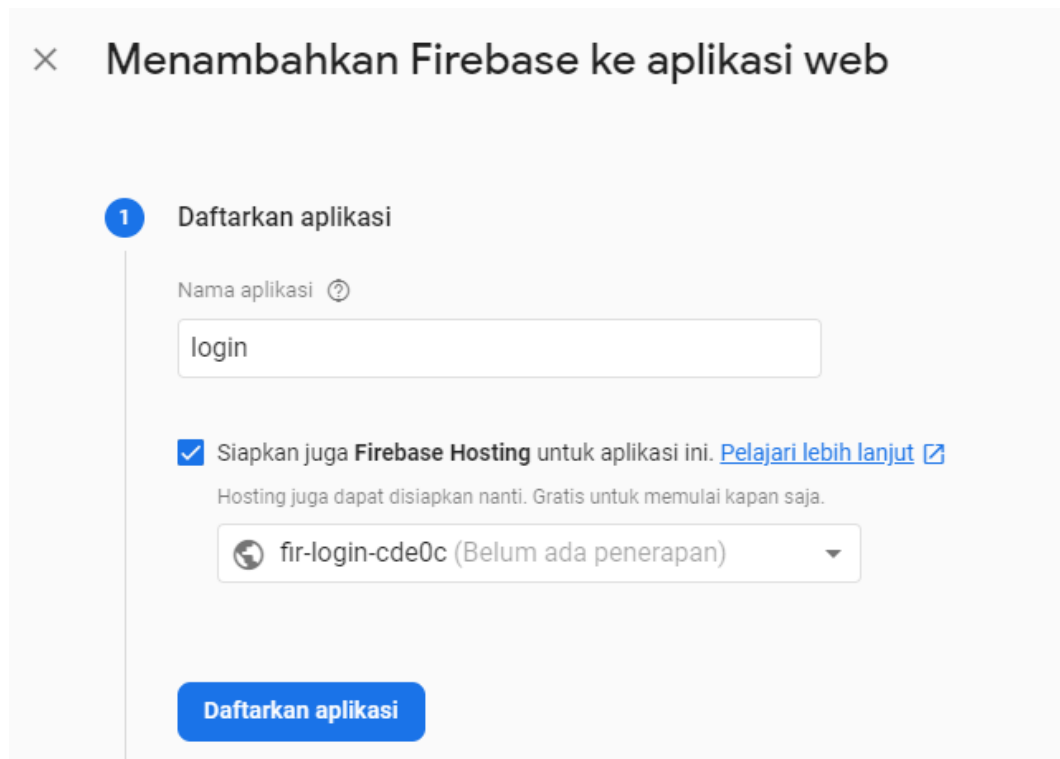 Menambahkan Firebase ke aplikasi web
1 Daftarkan aplikasi
Nama aplikasi
login
Siapkan juga Firebase Hosting untuk aplikasi ini. Pelajari lebih lanjut
Hosting juga dapat disiapkan nanti. Gratis untuk memulai kapan saja.
fir-login-cde0c (Belum ada penerapan)
Daftarkan aplikasi